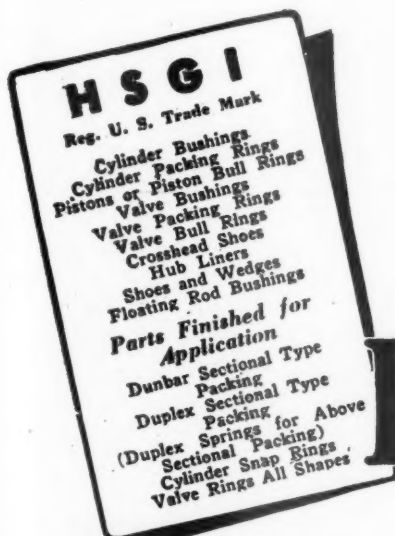 HSGI
Reg. U. S. Trade Mark
Cylinder Bushings
Cylinder Packing Rings
Pistons or Piston Bull Rings
Valve Bushings
Valve Packing Rings
Valve Bull Rings
Crosshead Shoes
Hub Liners
Shoes and Wedges
Floating Rod Bushings
Parts Finished for
Application
Dunbar Sectional Type
Packing
Duplex Sectional Type
Packing
(Duplex Springs for Above
Sectional Packing)
Cylinder Snap Rings
Valve Rings All Shapes